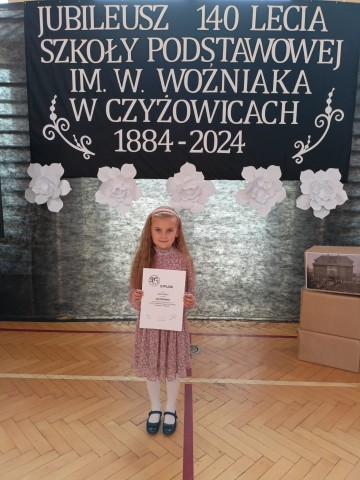 JUBILEUSZ 140 LECIA
SZKOŁY PODSTAWOWEJ
IM. W. WOŹNIAKA
W CZYŻOWICACH
1884-2024
DYPLOM